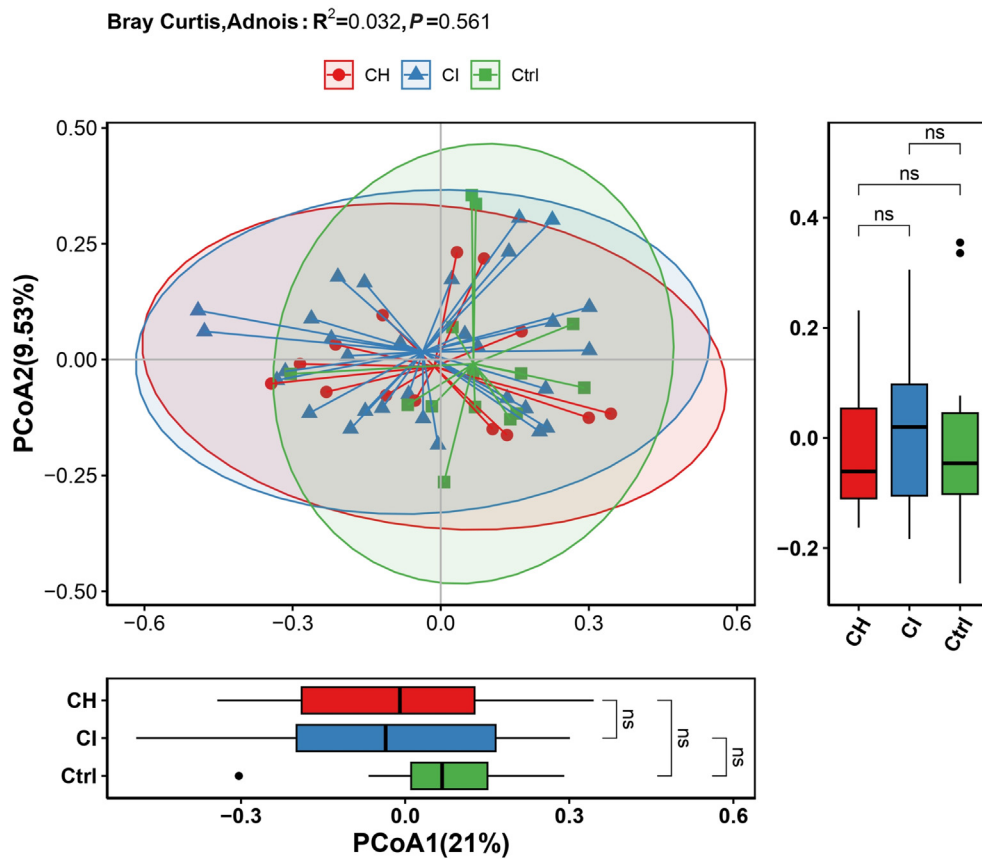 Bray Curtis,Adnois: R²=0.032, P=0.561
CH CI Ctrl
0.50
0.25
0.00
−0.25
−0.50
PCoA2(9.53%)
−0.6 −0.3 0.0 0.3 0.6
ns
ns
ns
0.4
0.2
0.0
−0.2
CH CI Ctrl
CH
CI
Ctrl
ns
ns
ns
−0.3 0.0 0.3 0.6
PCoA1(21%)